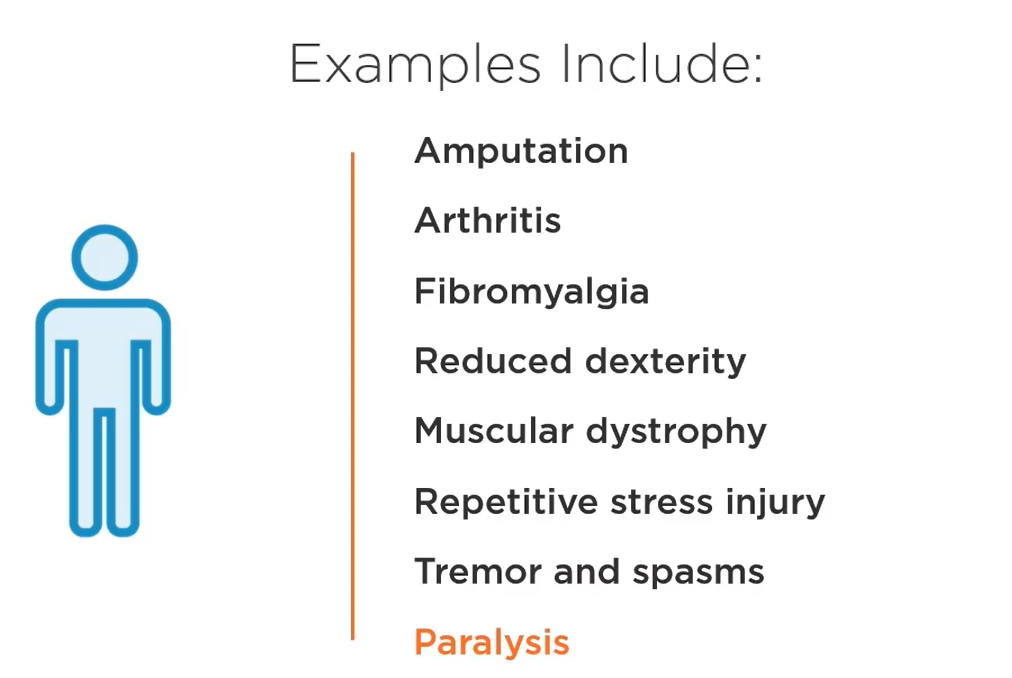 Examples Include:
Amputation
Arthritis
Fibromyalgia
Reduced dexterity
Muscular dystrophy
Repetitive stress injury
Tremor and spasms
Paralysis